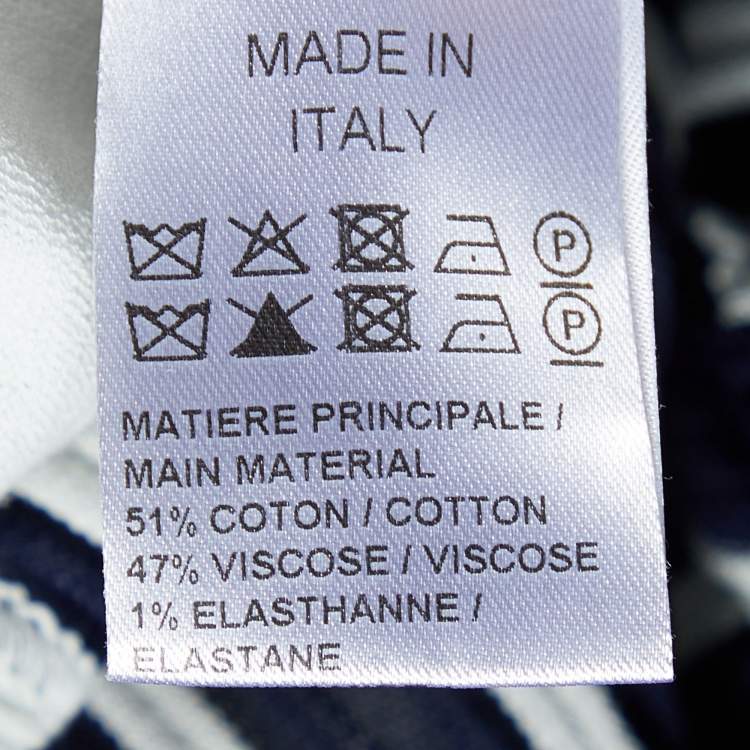 MADE IN
ITALY
P
P
MATIERE PRINCIPALE /
MAIN MATERIAL
51% COTON / COTTON
47% VISCOSE / VISCOSE
1% ELASTHANNE /
ELASTANE